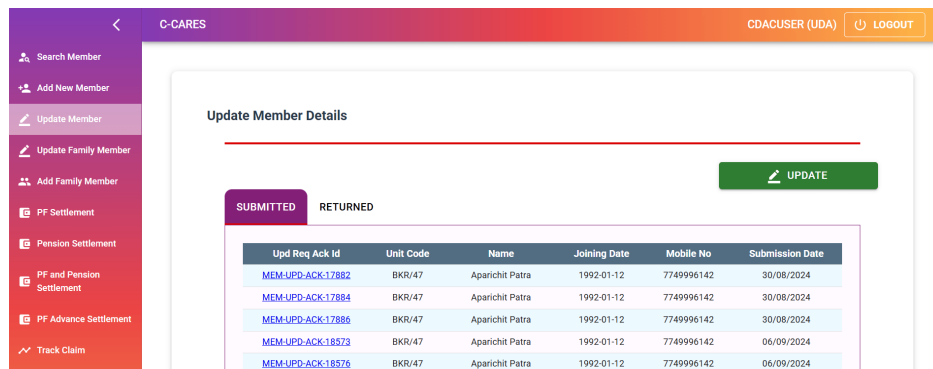 C-CARES
CDACUSER (UDA)
LOGOUT
Search Member
Add New Member
Update Member
Update Family Member
Add Family Member
PF Settlement
Pension Settlement
PF and Pension
Settlement
PF Advance Settlement
Track Claim
Update Member Details
UPDATE
SUBMITTED RETURNED
Upd Req Ack Id Unit Code Name Joining Date Mobile No Submission Date
MEM-UPD-ACK-17882 BKR/47 Aparichit Patra 1992-01-12 7749996142 30/08/2024
MEM-UPD-ACK-17884 BKR/47 Aparichit Patra 1992-01-12 7749996142 30/08/2024
MEM-UPD-ACK-17886 BKR/47 Aparichit Patra 1992-01-12 7749996142 30/08/2024
MEM-UPD-ACK-18573 BKR/47 Aparichit Patra 1992-01-12 7749996142 06/09/2024
MEM-UPD-ACK-18576 BKR/47 Aparichit Patra 1992-01-12 7749996142 06/09/2024